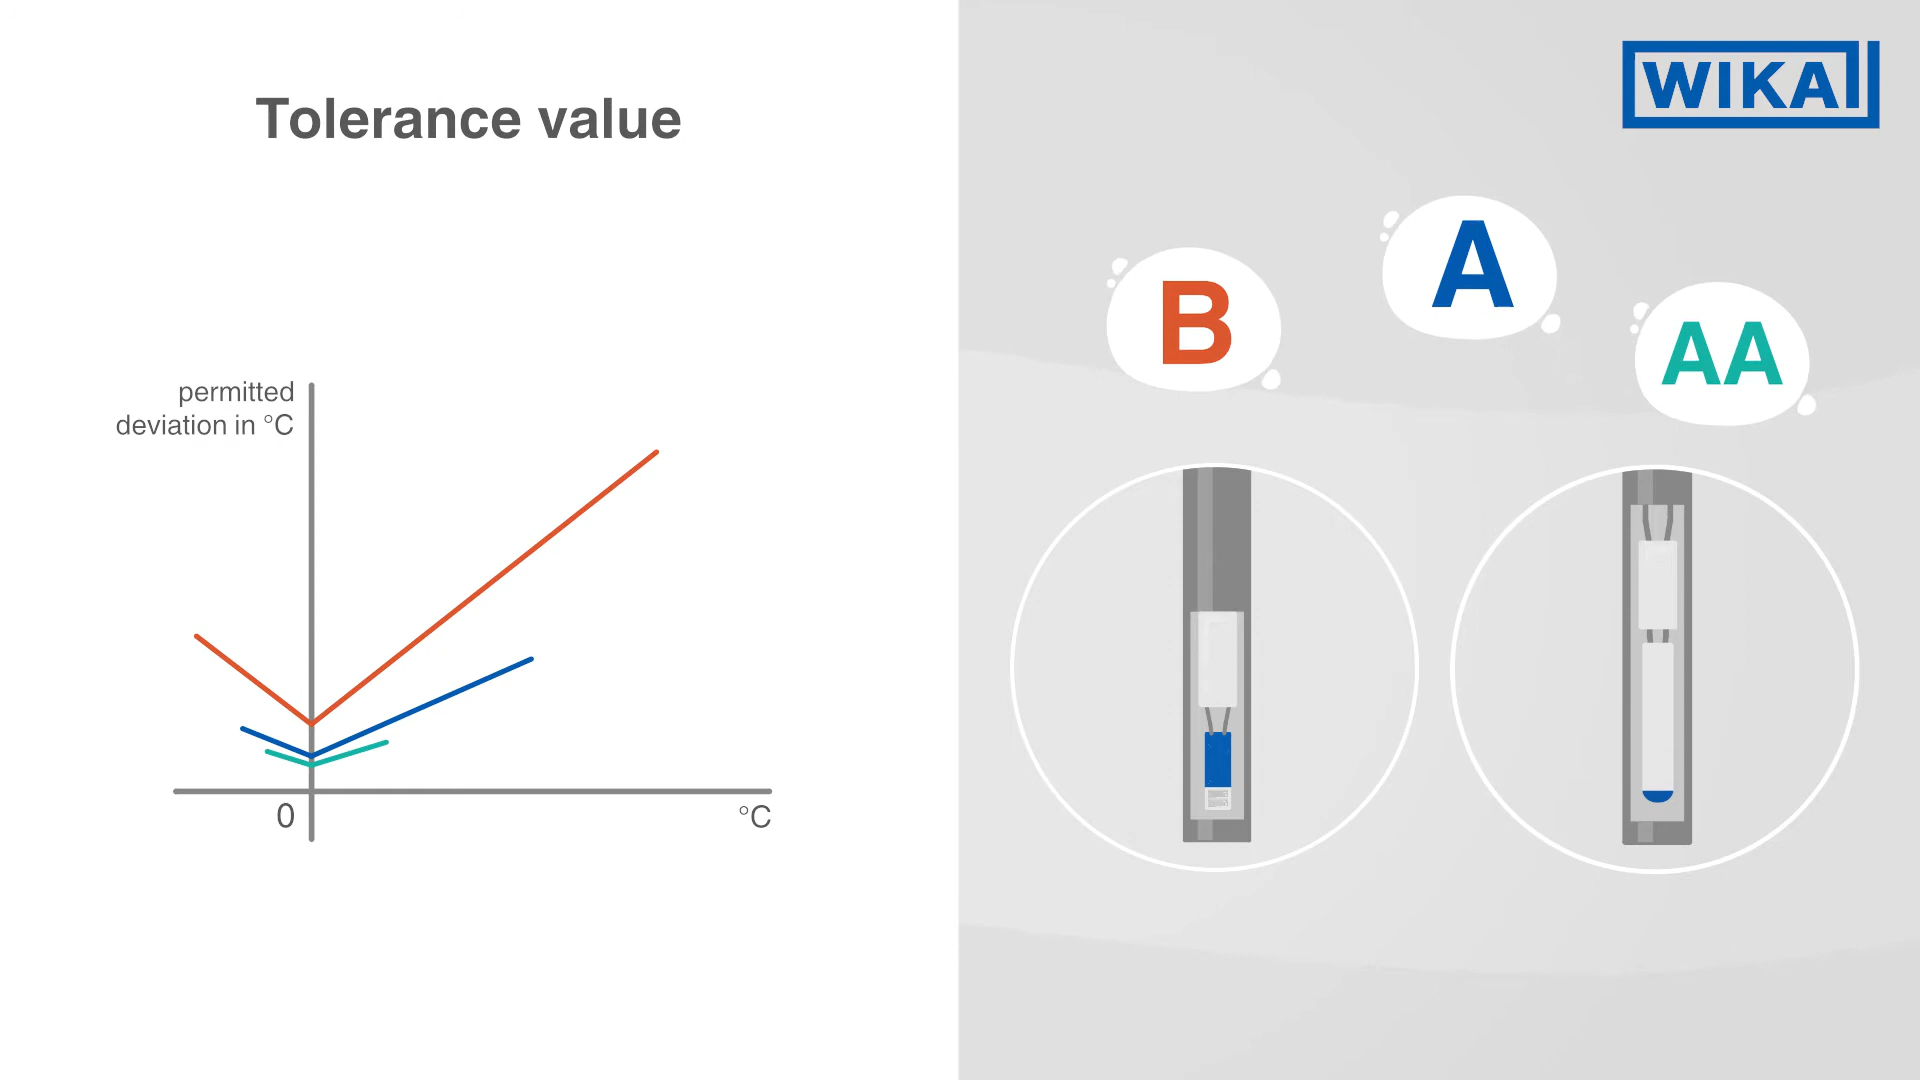 Tolerance value
permitted
deviation in °C
0
°C
WIKA
B
A
AA